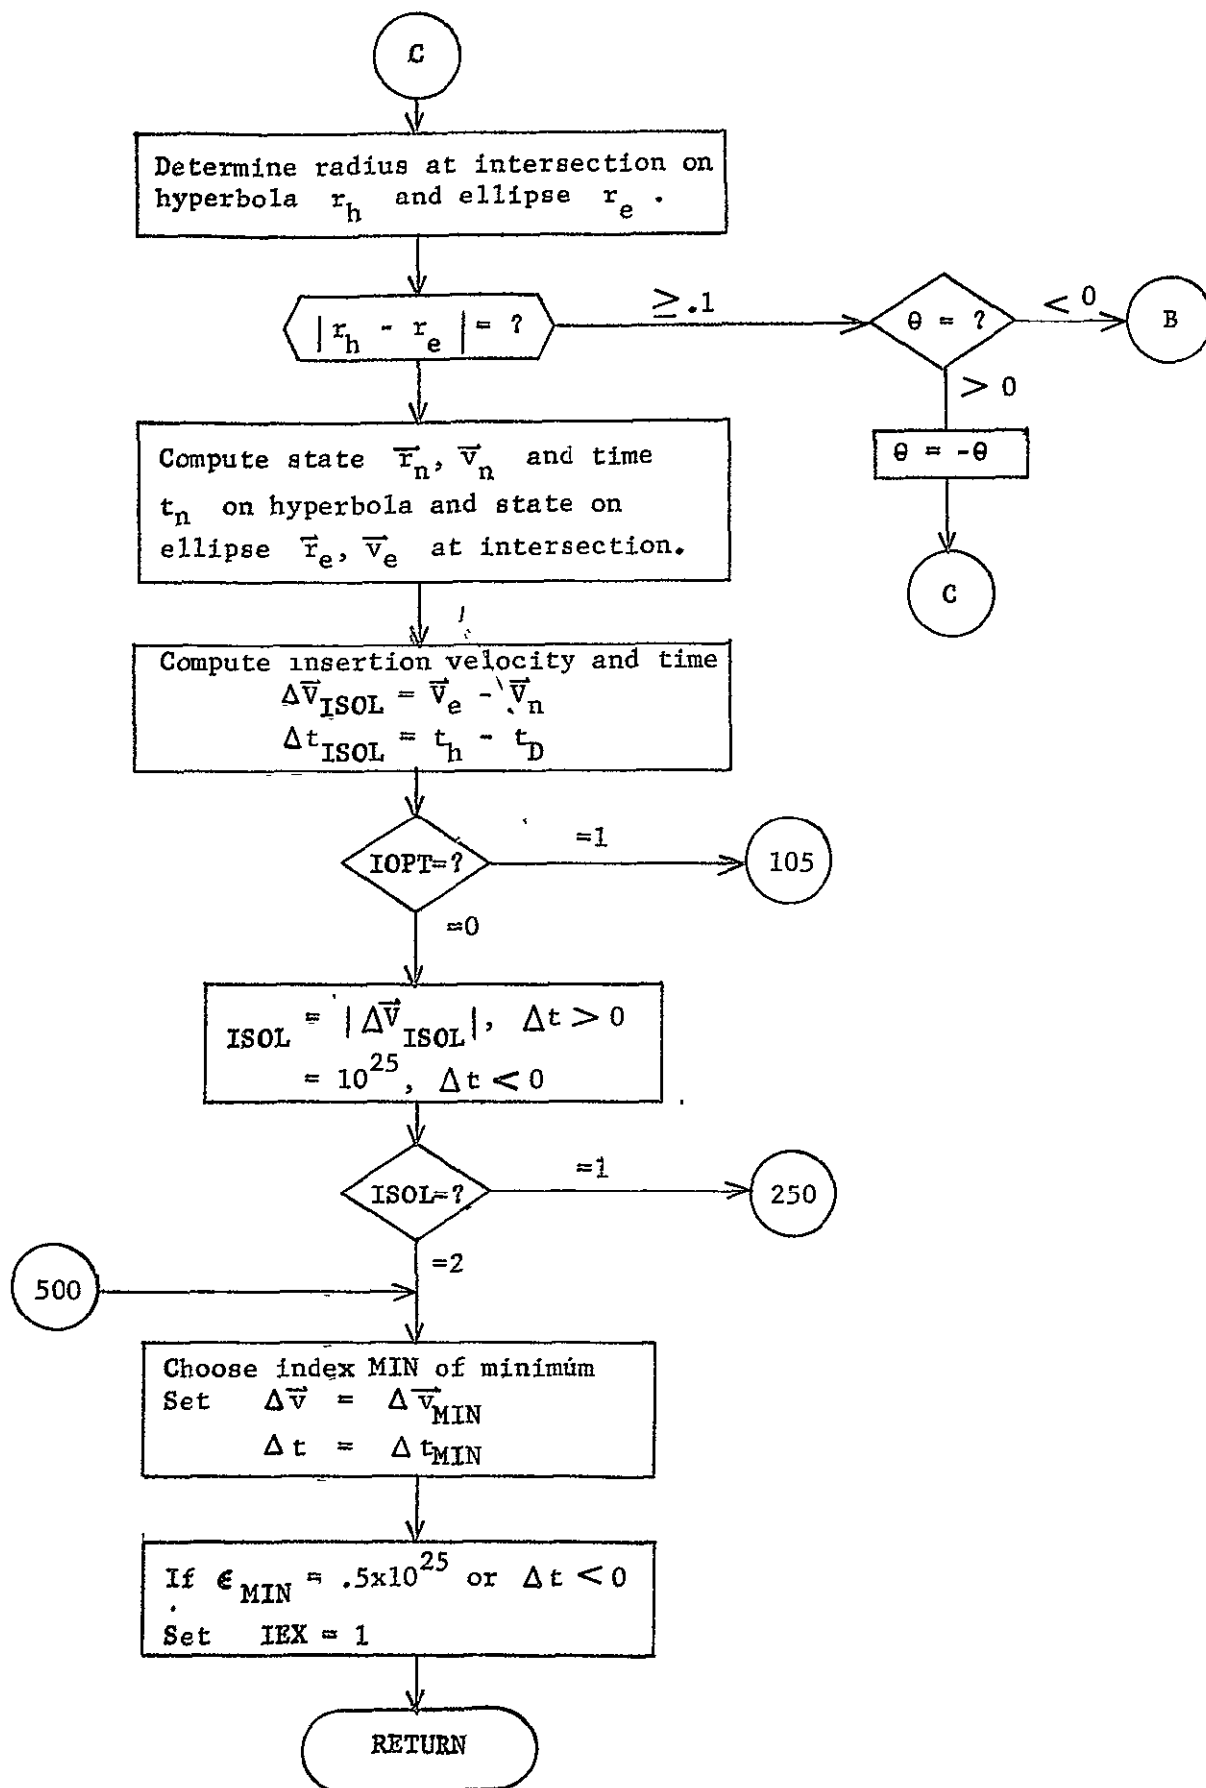 C
Determine radius at intersection on
hyperbola r_h and ellipse r_e .
| r_h - r_e | = ?
≥.1
θ = ?
< 0
B
> 0
θ = -θ
C
Compute state r⃗_n, v⃗_n and time
t_n on hyperbola and state on
ellipse r⃗_e, v⃗_e at intersection.
Compute insertion velocity and time
ΔV⃗_ISOL = V⃗_e - V⃗_n
Δt_ISOL = t_h - t_D
IOPT=?
=1
105
=0
ISOL = |ΔV⃗_ISOL|, Δt > 0
= 10^25, Δt < 0
ISOL=?
=1
250
=2
500
Choose index MIN of minimum
Set Δv⃗ = Δv⃗_MIN
Δt = Δt_MIN
If ϵ_MIN = .5x10^25 or Δt < 0
Set IEX = 1
RETURN